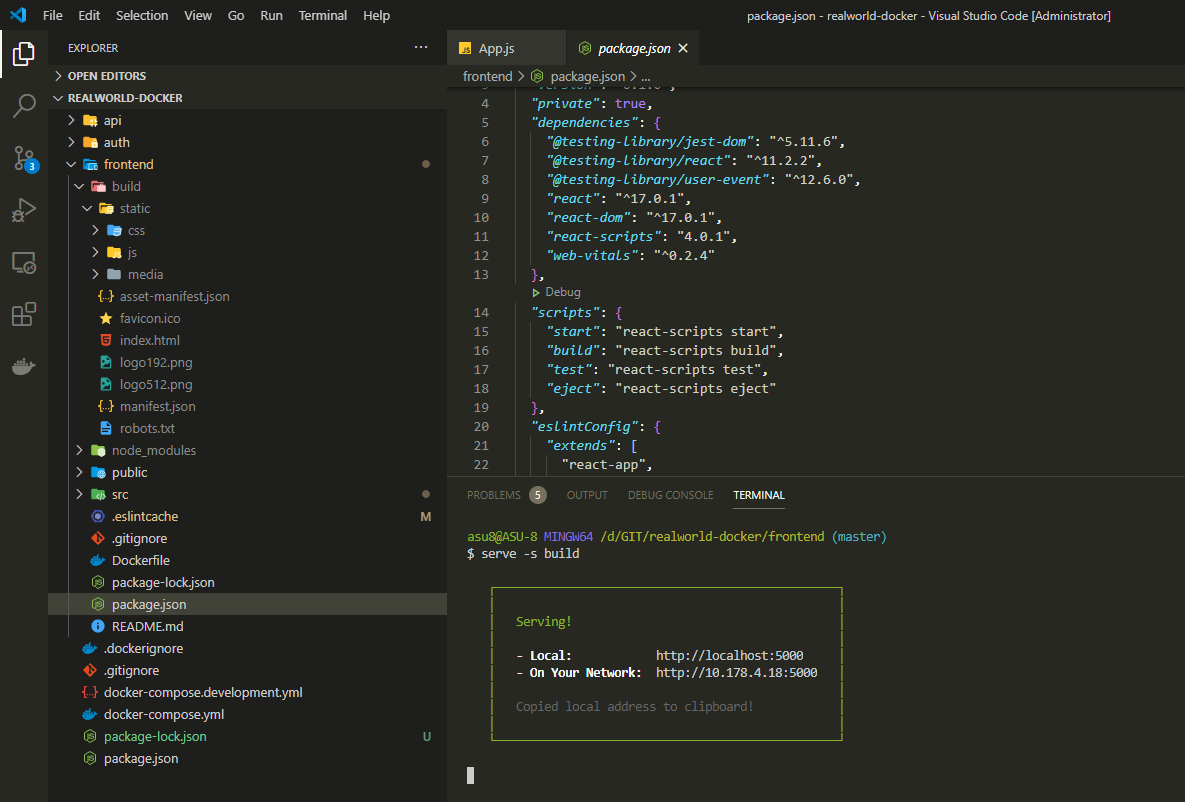 File Edit Selection View Go Run Terminal Help
package.json - realworld-docker - Visual Studio Code [Administrator]
EXPLORER ...
OPEN EDITORS
REALWORLD-DOCKER
api
auth
frontend
build
static
css
js
media
asset-manifest.json
favicon.ico
index.html
logo192.png
logo512.png
manifest.json
robots.txt
node_modules
public
src
.eslintcache M
.gitignore
Dockerfile
package-lock.json
package.json
README.md
.dockerignore
.gitignore
docker-compose.development.yml
docker-compose.yml
package-lock.json U
package.json
3
JS App.js
package.json
frontend > package.json > ...
4 "private": true,
5 "dependencies": {
6 "@testing-library/jest-dom": "^5.11.6",
7 "@testing-library/react": "^11.2.2",
8 "@testing-library/user-event": "^12.6.0",
9 "react": "^17.0.1",
10 "react-dom": "^17.0.1",
11 "react-scripts": "4.0.1",
12 "web-vitals": "^0.2.4"
13 },
Debug
14 "scripts": {
15 "start": "react-scripts start",
16 "build": "react-scripts build",
17 "test": "react-scripts test",
18 "eject": "react-scripts eject"
19 },
20 "eslintConfig": {
21 "extends": [
22 "react-app",
PROBLEMS 5 OUTPUT DEBUG CONSOLE TERMINAL
asu8@ASU-8 MINGW64 /d/GIT/realworld-docker/frontend (master)
$ serve -s build
Serving!
- Local: http://localhost:5000
- On Your Network: http://10.178.4.18:5000
Copied local address to clipboard!